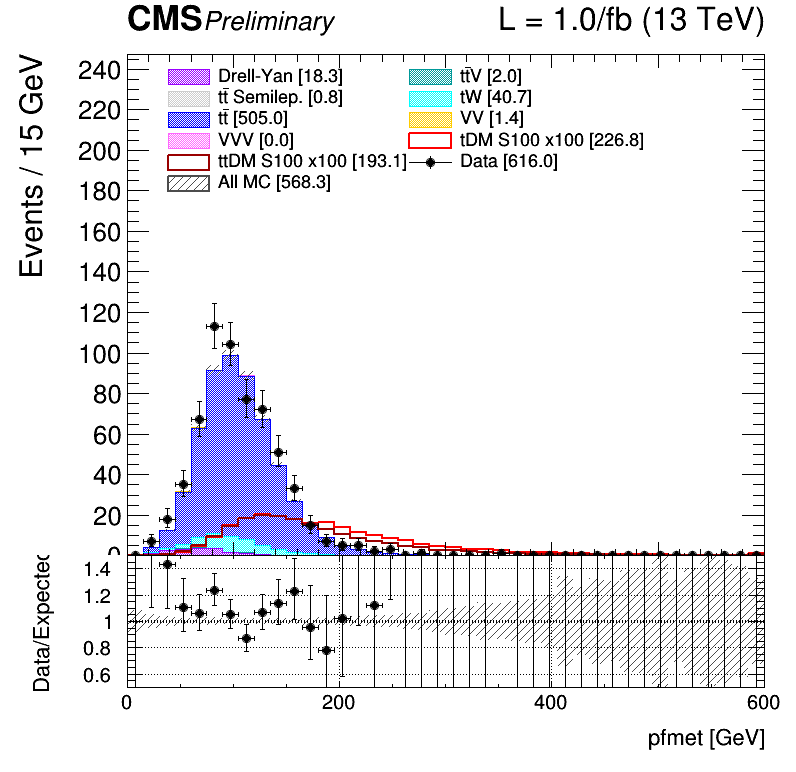 CMS Preliminary L = 1.0/fb (13 TeV)
Events / 15 GeV
240
220
200
180
160
140
120
100
80
60
40
20
0
Drell-Yan [18.3]
tt̄ Semilep. [0.8]
tt̄ [505.0]
VVV [0.0]
ttDM S100 x100 [193.1]
All MC [568.3]
tt̄V [2.0]
tW [40.7]
VV [1.4]
tDM S100 x100 [226.8]
Data [616.0]
Data/Expected
1.4
1.2
1
0.8
0.6
0 200 400 600
pfmet [GeV]